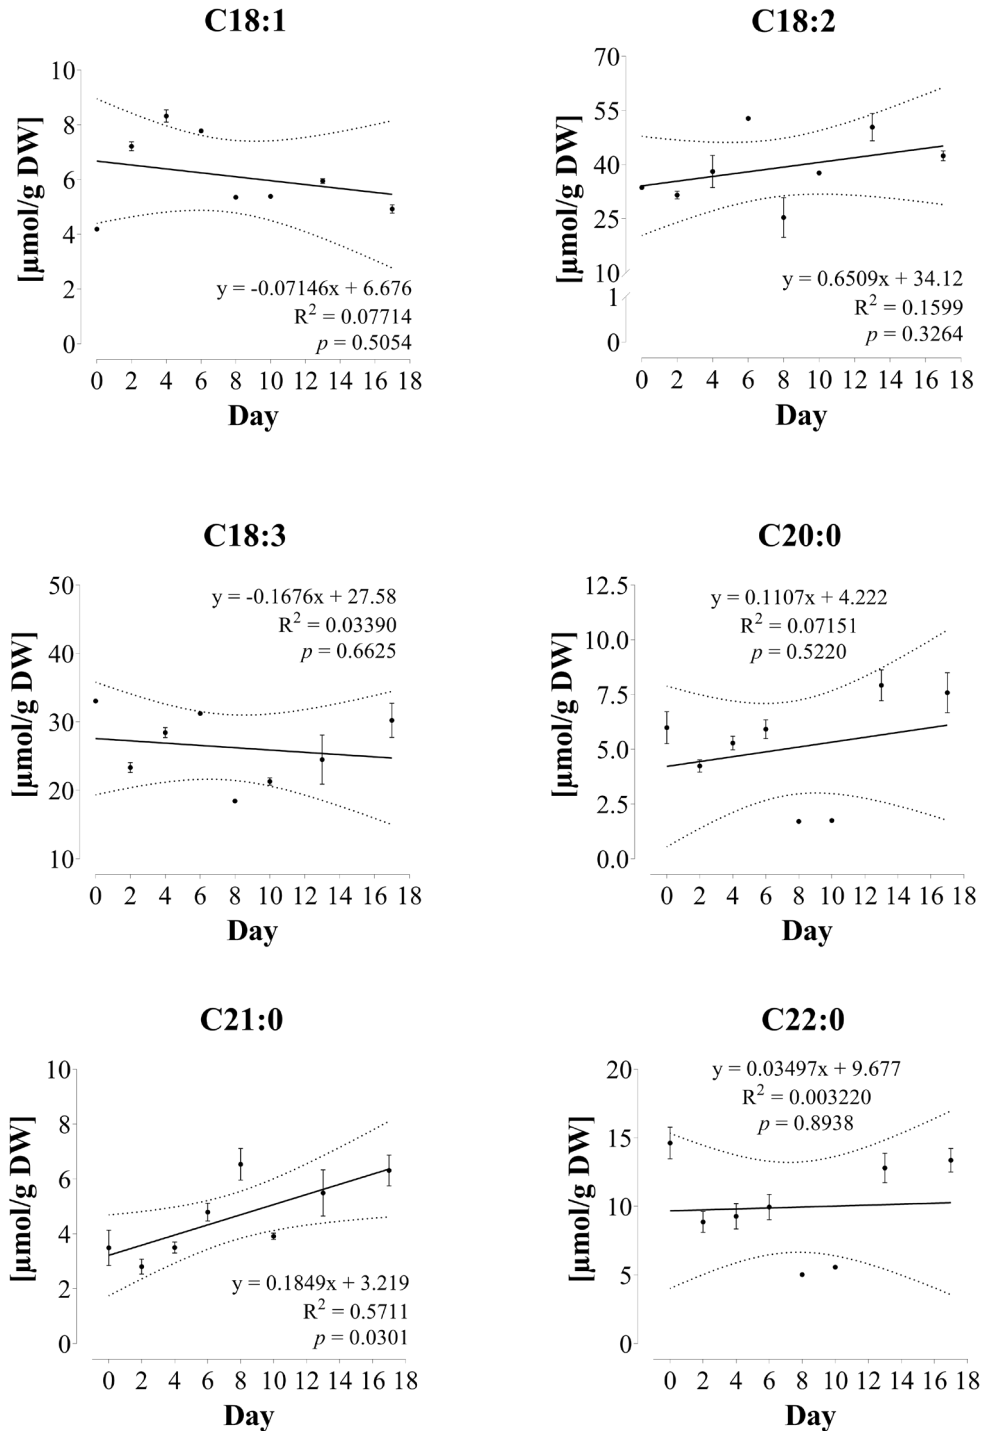 C18:1
[μmol/g DW]
10
8
6
4
2
0
y = -0.07146x + 6.676
R² = 0.07714
p = 0.5054
0 2 4 6 8 10 12 14 16 18
Day
C18:2
[μmol/g DW]
70
55
40
25
10
1
0
y = 0.6509x + 34.12
R² = 0.1599
p = 0.3264
0 2 4 6 8 10 12 14 16 18
Day
C18:3
[μmol/g DW]
50
40
30
20
10
y = -0.1676x + 27.58
R² = 0.03390
p = 0.6625
0 2 4 6 8 10 12 14 16 18
Day
C20:0
[μmol/g DW]
12.5
10.0
7.5
5.0
2.5
0.0
y = 0.1107x + 4.222
R² = 0.07151
p = 0.5220
0 2 4 6 8 10 12 14 16 18
Day
C21:0
[μmol/g DW]
10
8
6
4
2
0
y = 0.1849x + 3.219
R² = 0.5711
p = 0.0301
0 2 4 6 8 10 12 14 16 18
Day
C22:0
[μmol/g DW]
20
15
10
5
0
y = 0.03497x + 9.677
R² = 0.003220
p = 0.8938
0 2 4 6 8 10 12 14 16 18
Day